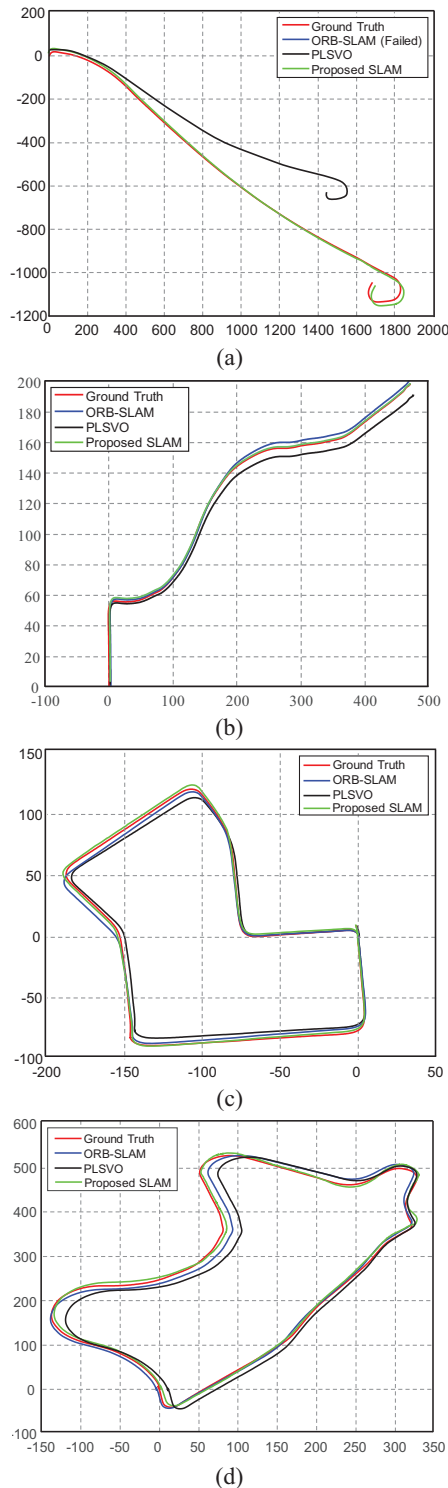 200
0
-200
-400
-600
-800
-1000
-1200
0 200 400 600 800 1000 1200 1400 1600 1800 2000
Ground Truth
ORB-SLAM (Failed)
PLSVO
Proposed SLAM
(a)
200
180
160
140
120
100
80
60
40
20
0
-100 0 100 200 300 400 500
Ground Truth
ORB-SLAM
PLSVO
Proposed SLAM
(b)
150
100
50
0
-50
-100
-200 -150 -100 -50 0 50
Ground Truth
ORB-SLAM
PLSVO
Proposed SLAM
(c)
600
500
400
300
200
100
0
-100
-150 -100 -50 0 50 100 150 200 250 300 350
Ground Truth
ORB-SLAM
PLSVO
Proposed SLAM
(d)